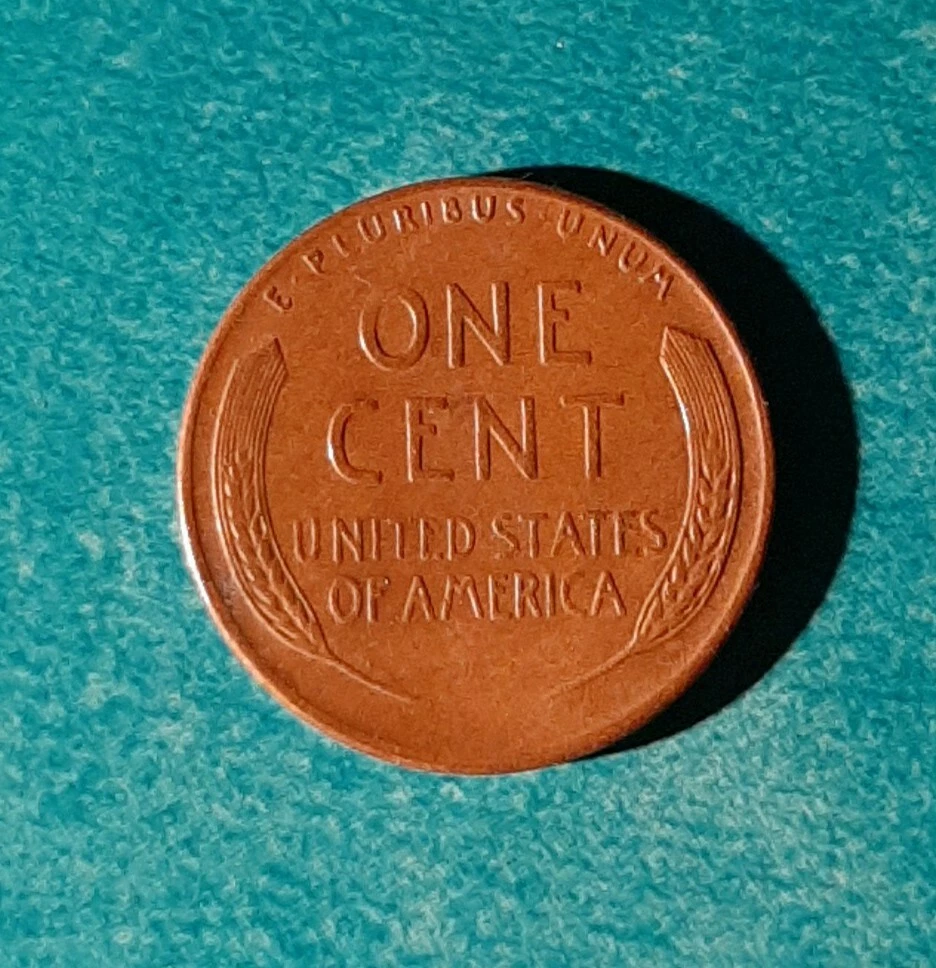 E·PLURIBUS·UNUM
ONE
CENT
UNITED STATES
OF AMERICA